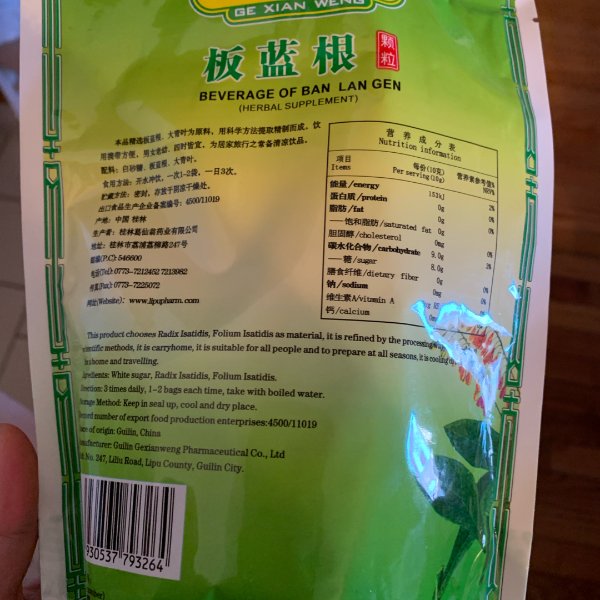 GE XIAN WENG
板蓝根 颗粒
BEVERAGE OF BAN LAN GEN
(HERBAL SUPPLEMENT)
本品精选板蓝根、大青叶为原料，用科学方法提取精制而成。饮
用携带方便，男女老幼、四时皆宜，为居家旅行之常备清凉饮品。
配料：白砂糖，板蓝根、大青叶。
食用方法：开水冲饮，一次1-2袋，一日3次。
贮藏方法：密封，存放干阴凉干燥处。
出口食品生产企业备案编号：4500/11019
产地：中国 桂林
生产者：桂林葛仙翁药业有限公司
地址：桂林市荔浦荔柳路247号
邮编(P.C): 546600
电话(Tel): 0773-7212452 7213982
传真(Fax): 0773-7225072
网址(Website)：www.lipupharm.com
营养成分表
Nutrition information
项目 每份(10克) 营养素参考值%
Items Per serving(10g) NRV%
能量/energy 153kJ 2%
蛋白质/protein 0g 0%
脂肪/fat 0g 0%
—饱和脂肪/saturated fat 0g
胆固醇/cholesterol 0mg
碳水化合物/carbohydrate 9.0g 3%
—糖/sugar 8.0g
膳食纤维/dietary fiber 0g 0%
钠/sodium 0mg 0%
维生素A/vitamin A
钙/calcium
This product chooses Radix Isatidis, Folium Isatidis as material, it is refined by the processing
scientific methods, it is carryhome, it is suitable for all people and to prepare at all seasons, it is cooling
home and travelling.
Ingredients: White sugar, Radix Isatidis, Folium Isatidis.
Direction: 3 times daily, 1-2 bags each time, take with boiled water.
Storage Method: Keep in seal up, cool and dry place.
Record number of export food production enterprises:4500/11019
Place of origin: Guilin, China
Manufacturer: Guilin Gexianweng Pharmaceutical Co., Ltd
No. 247, Liliu Road, Lipu County, Guilin City.
930537 793264